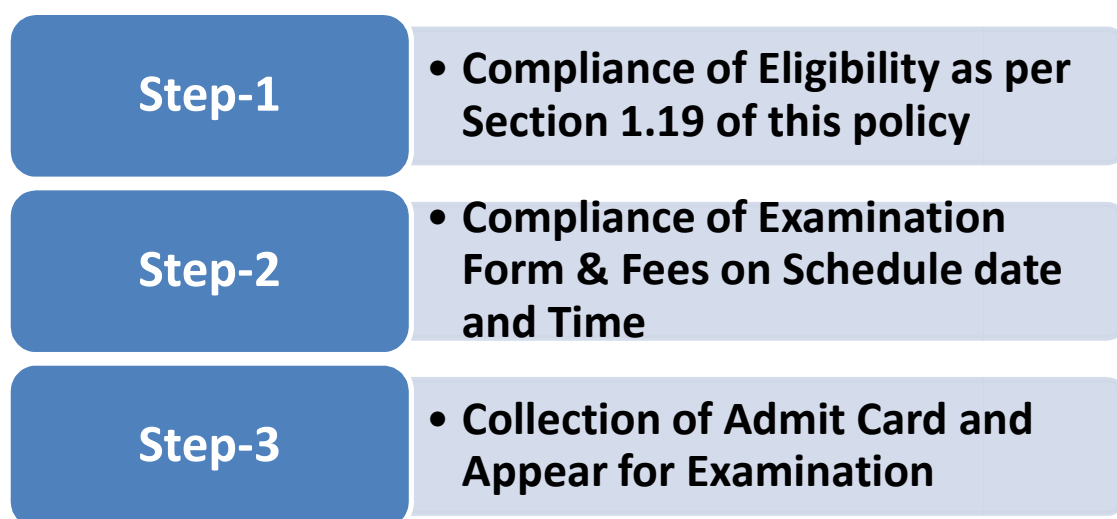 Step-1
• Compliance of Eligibility as per
Section 1.19 of this policy
Step-2
• Compliance of Examination
Form & Fees on Schedule date
and Time
Step-3
• Collection of Admit Card and
Appear for Examination